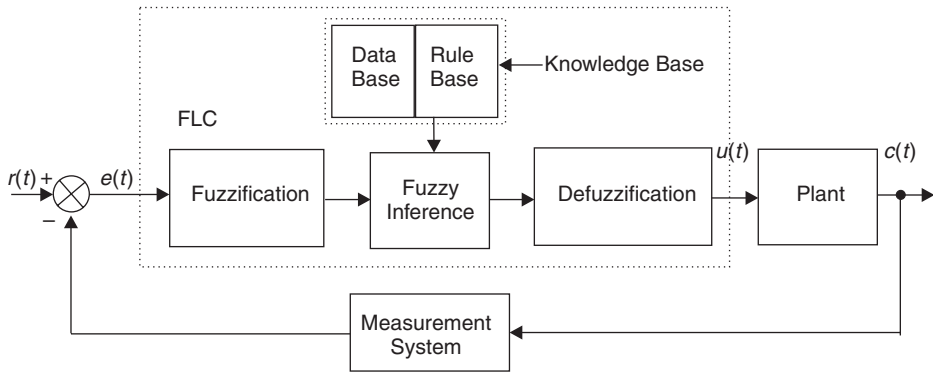 Data
Base
Rule
Base
Knowledge Base
FLC
r(t) +
−
e(t)
Fuzzification
Fuzzy
Inference
Defuzzification
u(t)
Plant
c(t)
Measurement
System